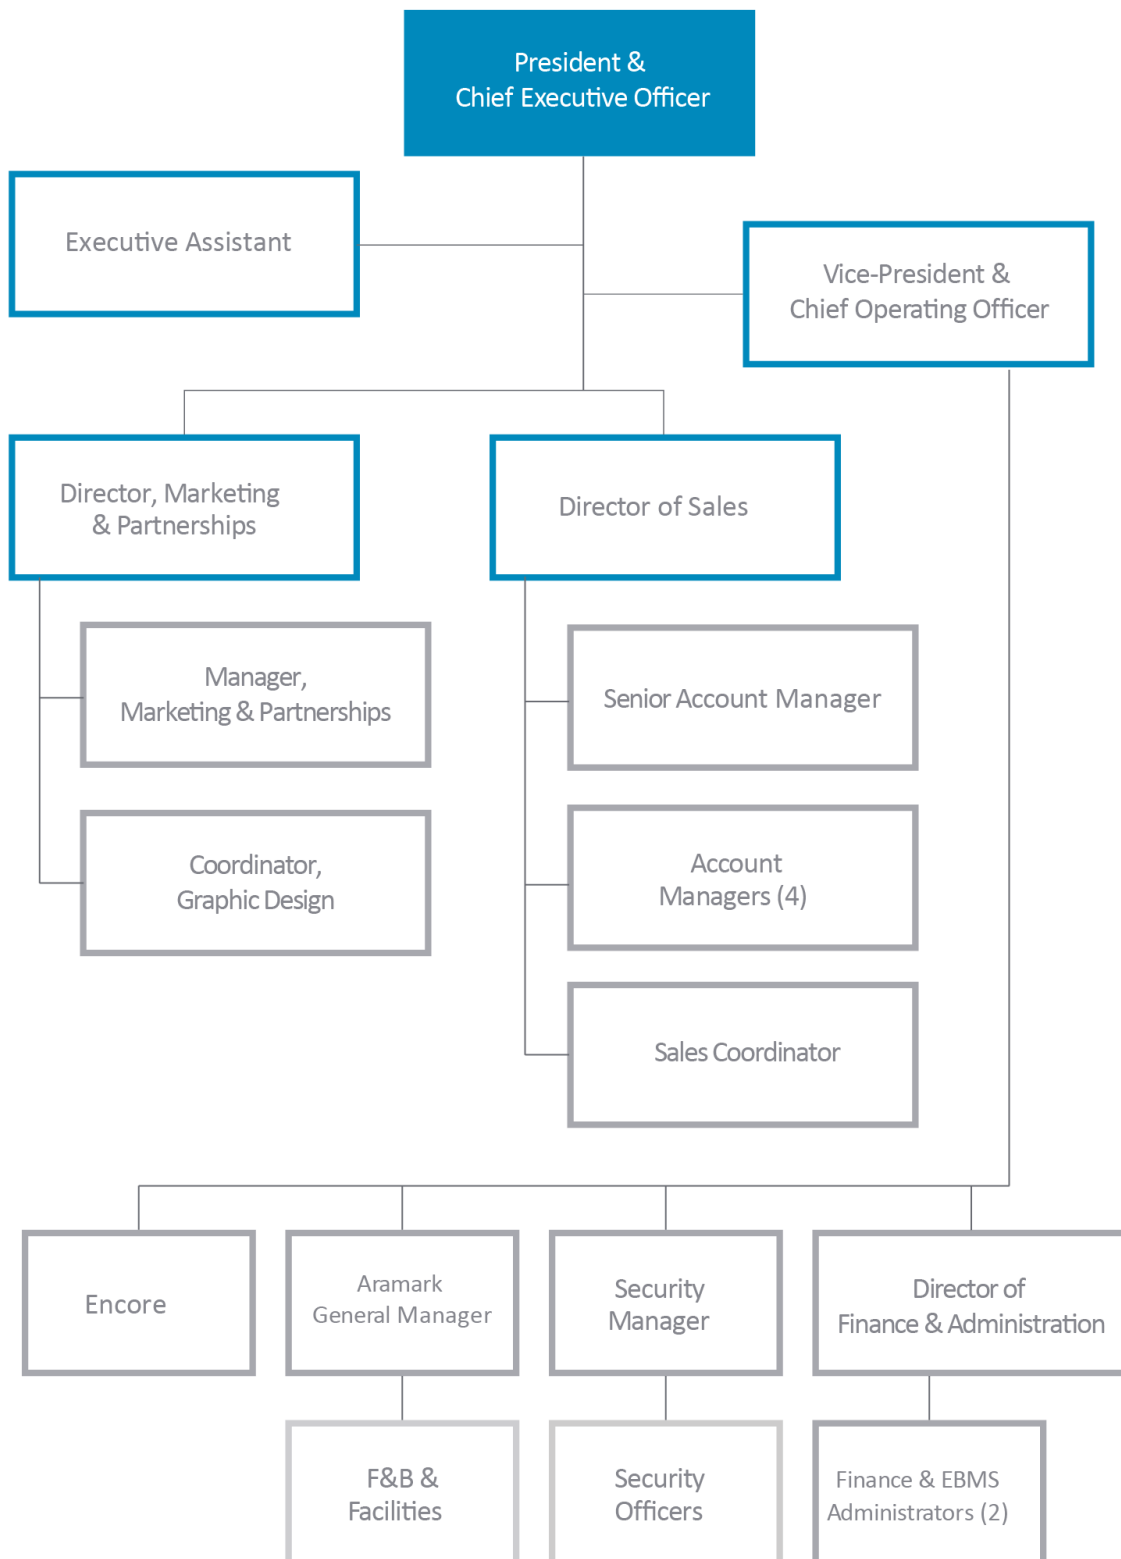 President &
Chief Executive Officer
Executive Assistant
Vice-President &
Chief Operating Officer
Director, Marketing
& Partnerships
Director of Sales
Manager,
Marketing & Partnerships
Senior Account Manager
Coordinator,
Graphic Design
Account
Managers (4)
Sales Coordinator
Encore
Aramark
General Manager
Security
Manager
Director of
Finance & Administration
F&B &
Facilities
Security
Officers
Finance & EBMS
Administrators (2)